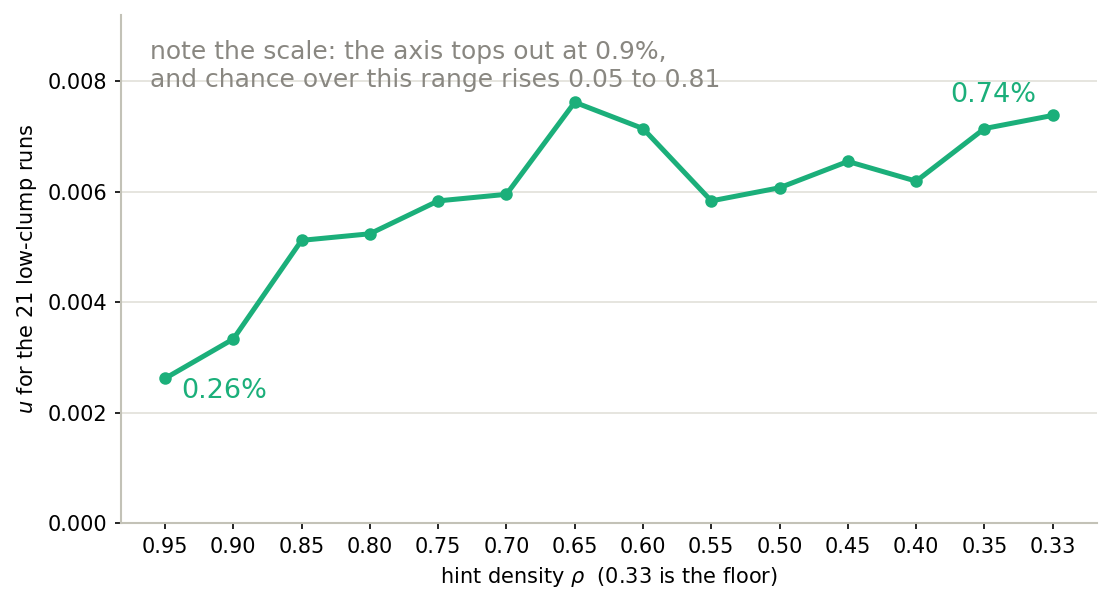 note the scale: the axis tops out at 0.9%,
and chance over this range rises 0.05 to 0.81
0.74%
0.26%
u for the 21 low-clump runs
0.008
0.006
0.004
0.002
0.000
0.95 0.90 0.85 0.80 0.75 0.70 0.65 0.60 0.55 0.50 0.45 0.40 0.35 0.33
hint density ρ (0.33 is the floor)